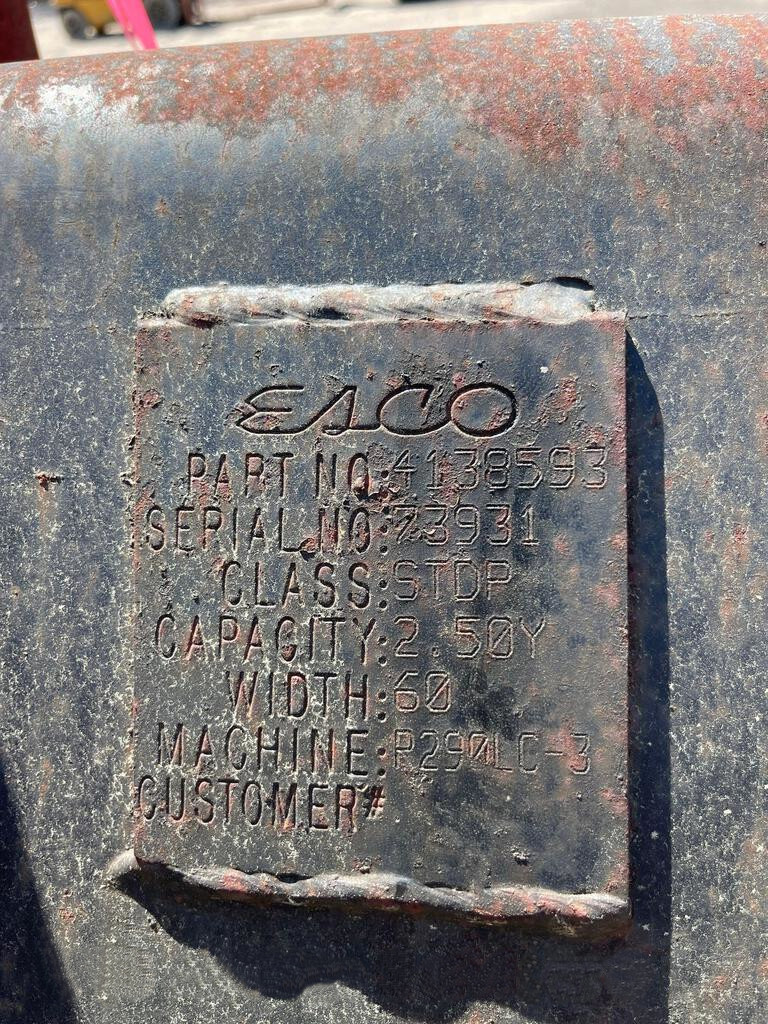 ESCO
PART NO: 4138593
SERIAL NO: 73931
CLASS: STDP
CAPACITY: 2.50Y
WIDTH: 60
MACHINE: R290LC-3
CUSTOMER#